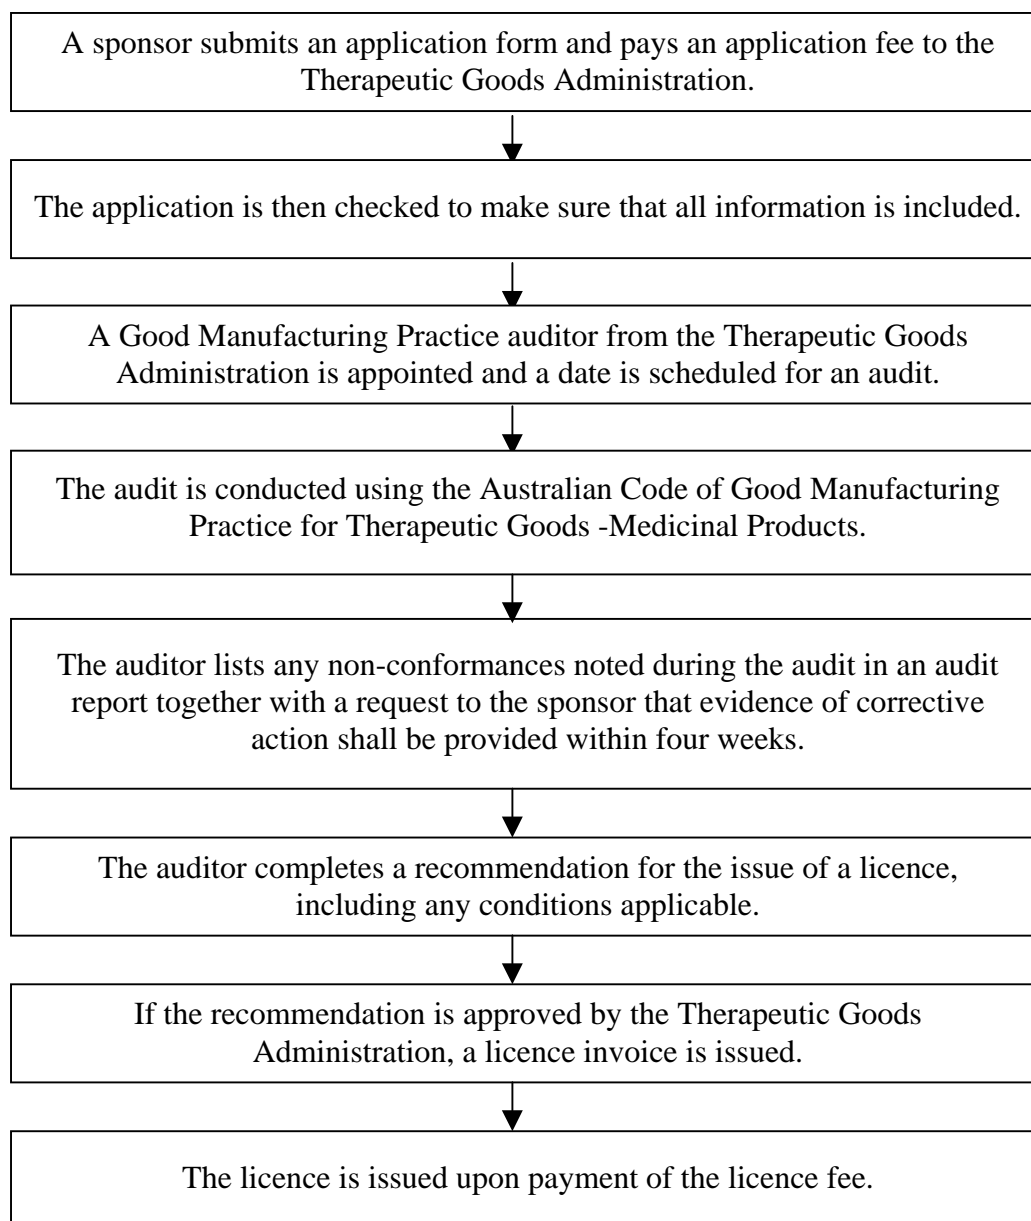 A sponsor submits an application form and pays an application fee to the
Therapeutic Goods Administration.
The application is then checked to make sure that all information is included.
A Good Manufacturing Practice auditor from the Therapeutic Goods
Administration is appointed and a date is scheduled for an audit.
The audit is conducted using the Australian Code of Good Manufacturing
Practice for Therapeutic Goods -Medicinal Products.
The auditor lists any non-conformances noted during the audit in an audit
report together with a request to the sponsor that evidence of corrective
action shall be provided within four weeks.
The auditor completes a recommendation for the issue of a licence,
including any conditions applicable.
If the recommendation is approved by the Therapeutic Goods
Administration, a licence invoice is issued.
The licence is issued upon payment of the licence fee.